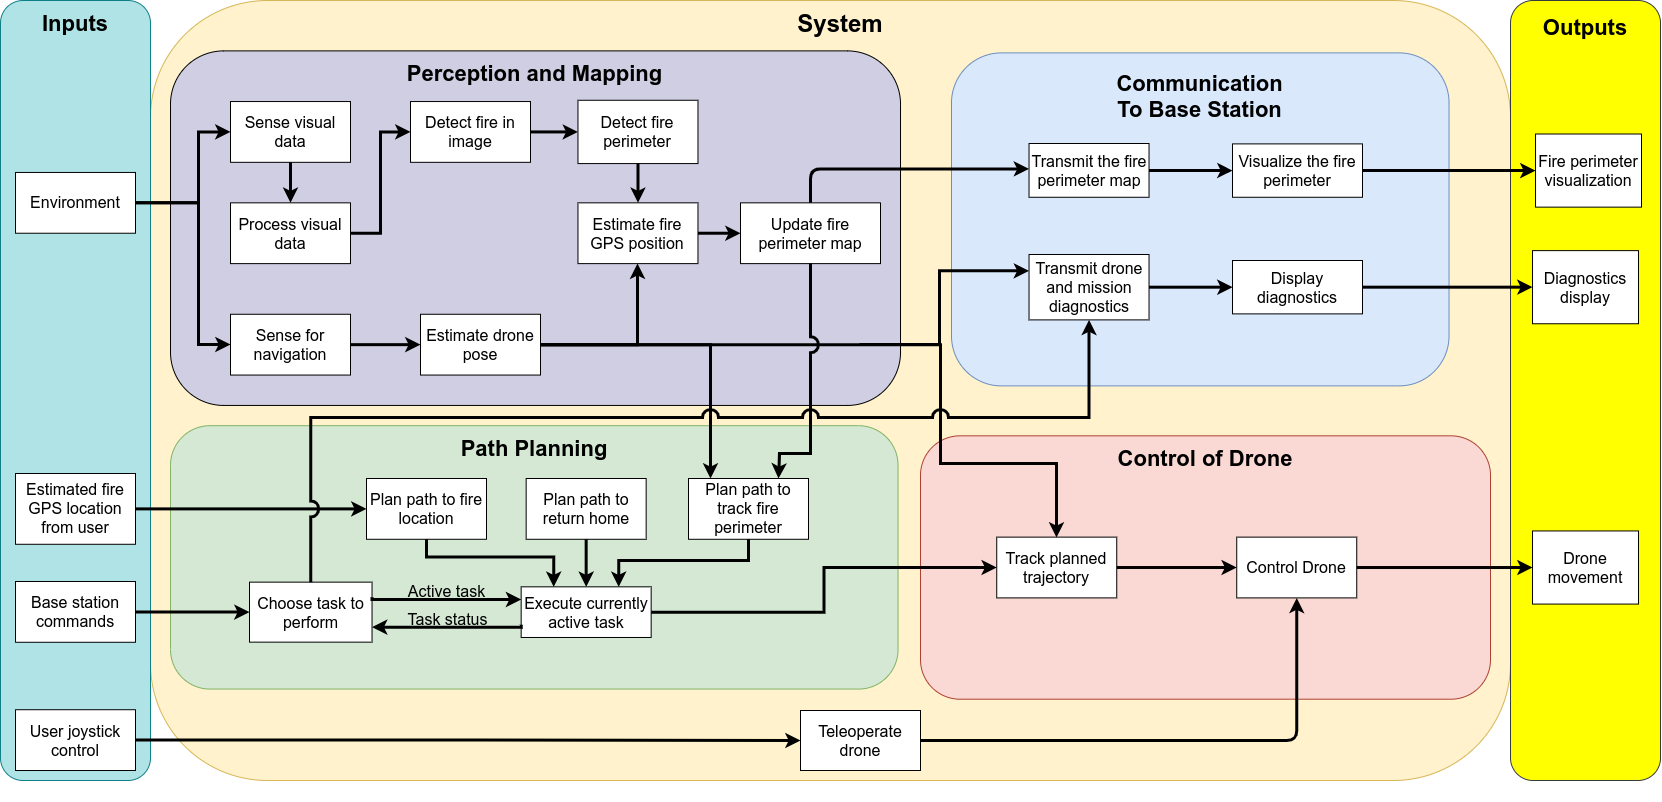 Inputs
System
Outputs
Perception and Mapping
Communication
To Base Station
Sense visual
data
Detect fire in
image
Detect fire
perimeter
Transmit the fire
perimeter map
Visualize the fire
perimeter
Fire perimeter
visualization
Environment
Process visual
data
Estimate fire
GPS position
Update fire
perimeter map
Transmit drone
and mission
diagnostics
Display
diagnostics
Diagnostics
display
Sense for
navigation
Estimate drone
pose
Path Planning
Control of Drone
Estimated fire
GPS location
from user
Plan path to fire
location
Plan path to
return home
Plan path to
track fire
perimeter
Track planned
trajectory
Control Drone
Drone
movement
Base station
commands
Choose task to
perform
Active task
Task status
Execute currently
active task
User joystick
control
Teleoperate
drone